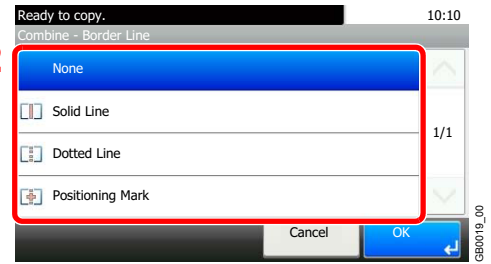 Ready to copy. 10:10
Combine - Border Line
None
Solid Line
1/1
Dotted Line
Positioning Mark
Cancel OK
GB0019_00